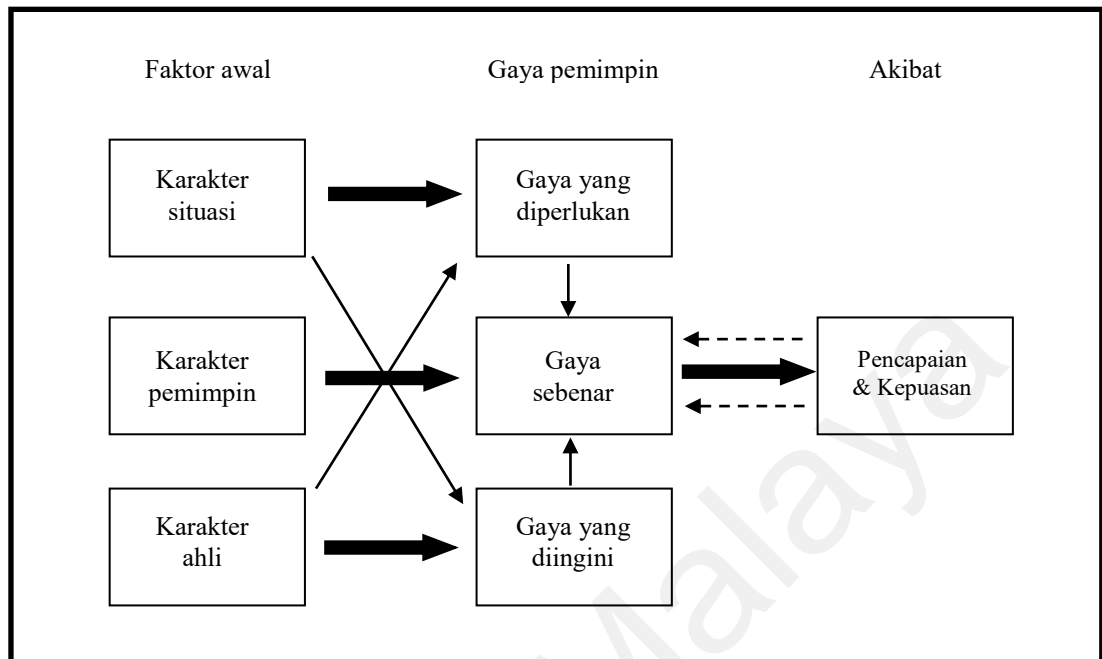 Faktor awal
Gaya pemimpin
Akibat
Karakter
situasi
Gaya yang
diperlukan
Karakter
pemimpin
Gaya
sebenar
Pencapaian
& Kepuasan
Karakter
ahli
Gaya yang
diingini
Malaya